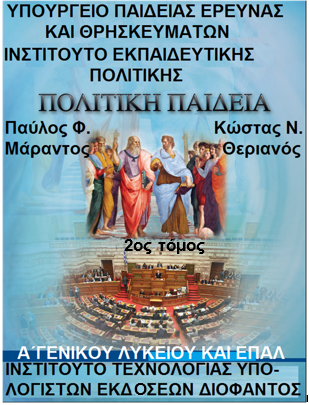 ΥΠΟΥΡΓΕΙΟ ΠΑΙΔΕΙΑΣ ΕΡΕΥΝΑΣ
ΚΑΙ ΘΡΗΣΚΕΥΜΑΤΩΝ
ΙΝΣΤΙΤΟΥΤΟ ΕΚΠΑΙΔΕΥΤΙΚΗΣ
ΠΟΛΙΤΙΚΗΣ
ΠΟΛΙΤΙΚΗ ΠΑΙΔΕΙΑ
Παύλος Φ. Κώστας Ν.
Μάραντος Θεριανός
2ος τόμος
Α΄ΓΕΝΙΚΟΥ ΛΥΚΕΙΟΥ ΚΑΙ ΕΠΑΛ
ΙΝΣΤΙΤΟΥΤΟ ΤΕΧΝΟΛΟΓΙΑΣ ΥΠΟ-
ΛΟΓΙΣΤΩΝ ΕΚΔΟΣΕΩΝ ΔΙΟΦΑΝΤΟΣ